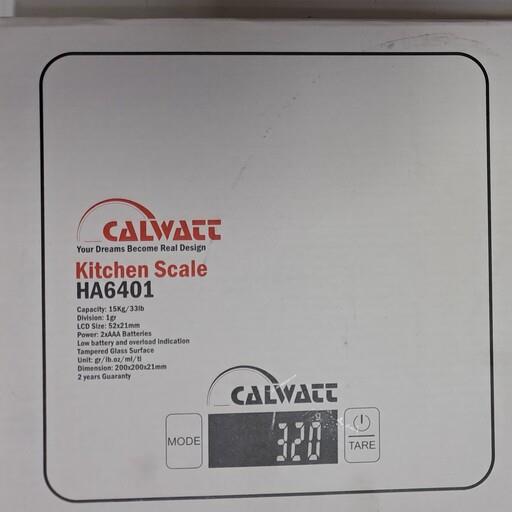 CALWATT
Your Dreams Become Real Design
Kitchen Scale
HA6401
Capacity: 15Kg/33lb
Division: 1gr
LCD Size: 52x21mm
Power: 2xAAA Batteries
Low battery and overload Indication
Tampered Glass Surface
Unit: gr/lb.oz/ml/tl
Dimension: 200x200x21mm
2 years Guaranty
CALWATT
MODE
320 g
TARE